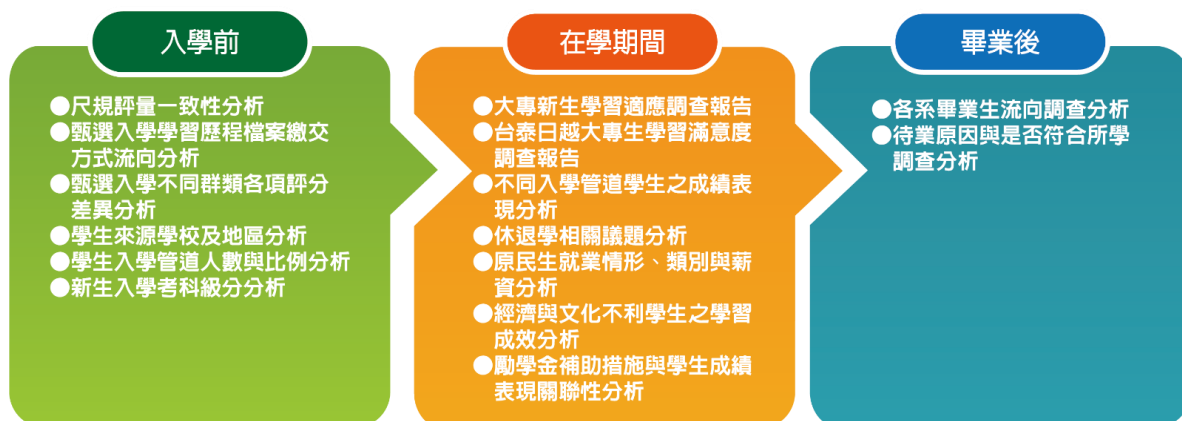 入學前
●尺規評量一致性分析
●甄選入學學習歷程檔案繳交
方式流向分析
●甄選入學不同群類各項評分
差異分析
●學生來源學校及地區分析
●學生入學管道人數與比例分析
●新生入學考科級分分析
在學期間
●大專新生學習適應調查報告
●台泰日越大專生學習滿意度
調查報告
●不同入學管道學生之成績表
現分析
●休退學相關議題分析
●原民生就業情形、類別與薪
資分析
●經濟與文化不利學生之學習
成效分析
●勵學金補助措施與學生成績
表現關聯性分析
畢業後
●各系畢業生流向調查分析
●待業原因與是否符合所學
調查分析